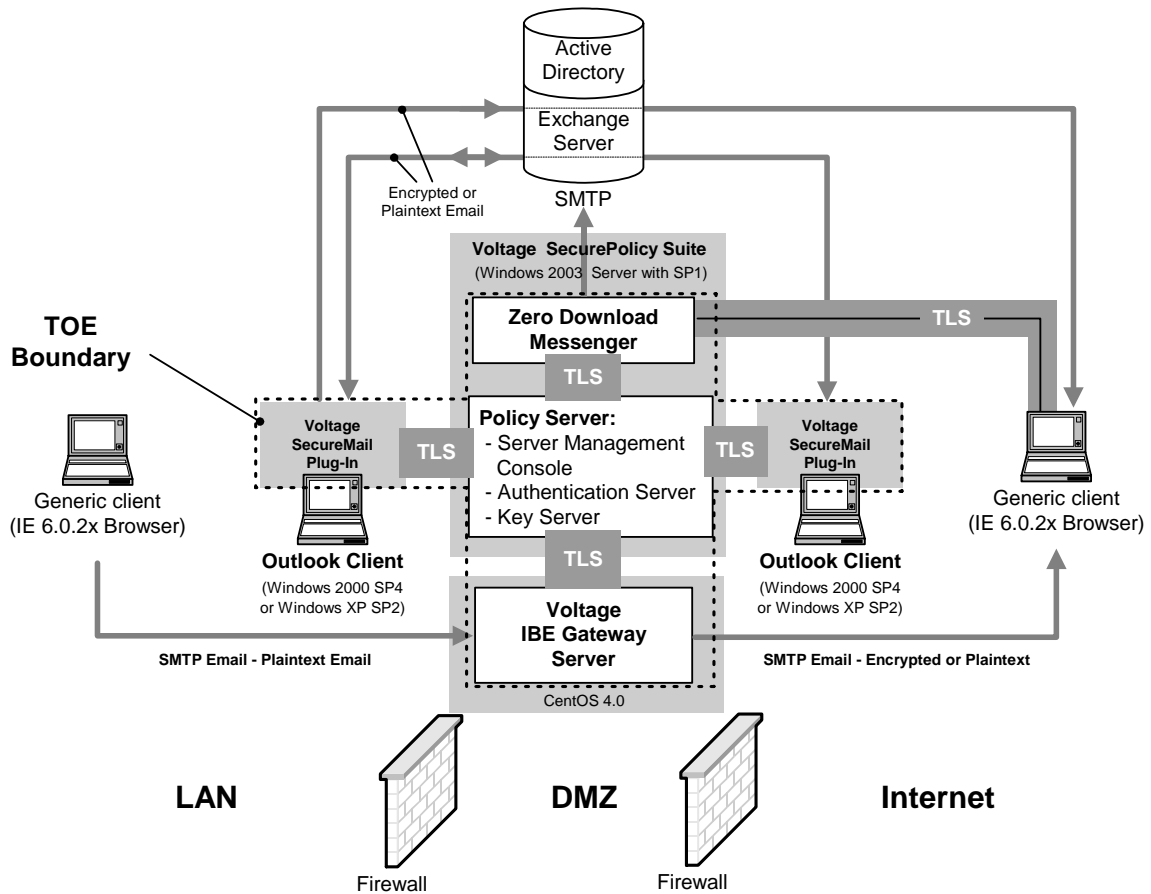 Active
Directory
Exchange
Server
SMTP
Encrypted or
Plaintext Email
Voltage SecurePolicy Suite
(Windows 2003 Server with SP1)
Zero Download
Messenger
TLS
TOE
Boundary
TLS
Voltage
SecureMail
Plug-In
TLS
Policy Server:
- Server Management
Console
- Authentication Server
- Key Server
TLS
Voltage
SecureMail
Plug-In
Generic client
(IE 6.0.2x Browser)
Outlook Client
(Windows 2000 SP4
or Windows XP SP2)
TLS
Outlook Client
(Windows 2000 SP4
or Windows XP SP2)
Generic client
(IE 6.0.2x Browser)
Voltage
IBE Gateway
Server
SMTP Email - Plaintext Email
SMTP Email - Encrypted or Plaintext
CentOS 4.0
LAN
DMZ
Internet
Firewall
Firewall